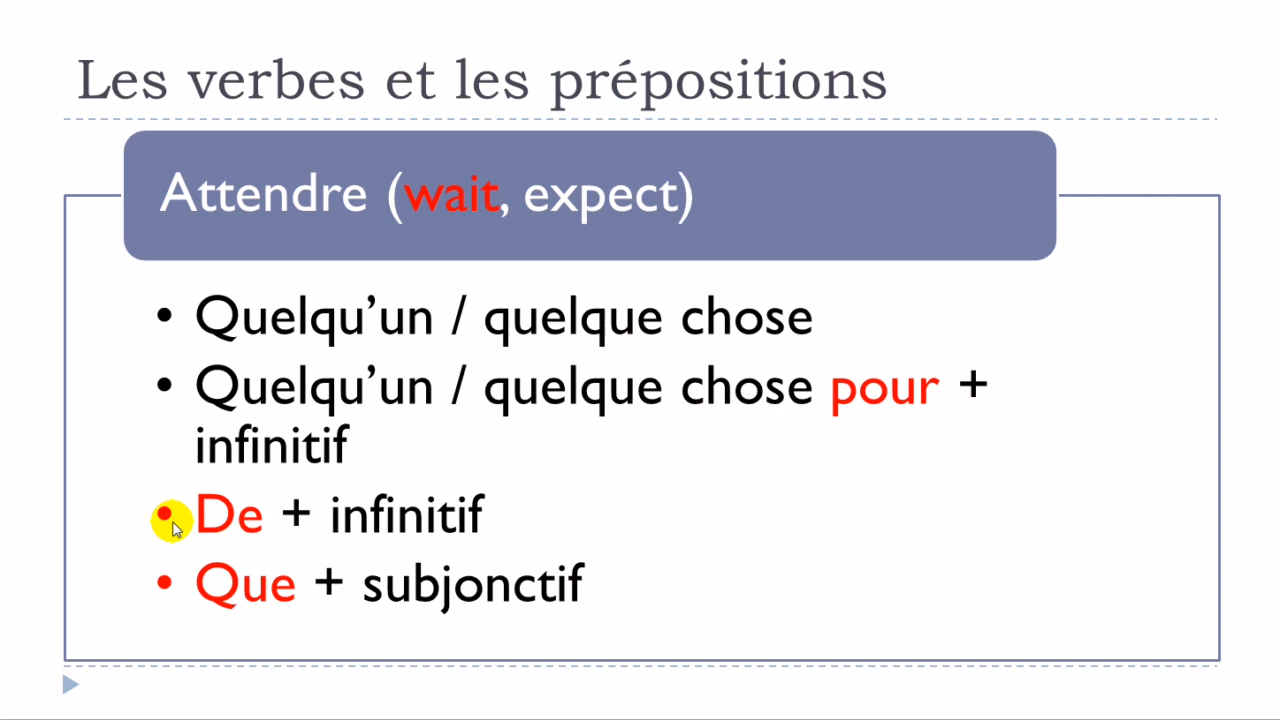 Les verbes et les prépositions
Attendre (wait, expect)
• Quelqu’un / quelque chose
• Quelqu’un / quelque chose pour +
infinitif
• De + infinitif
• Que + subjonctif